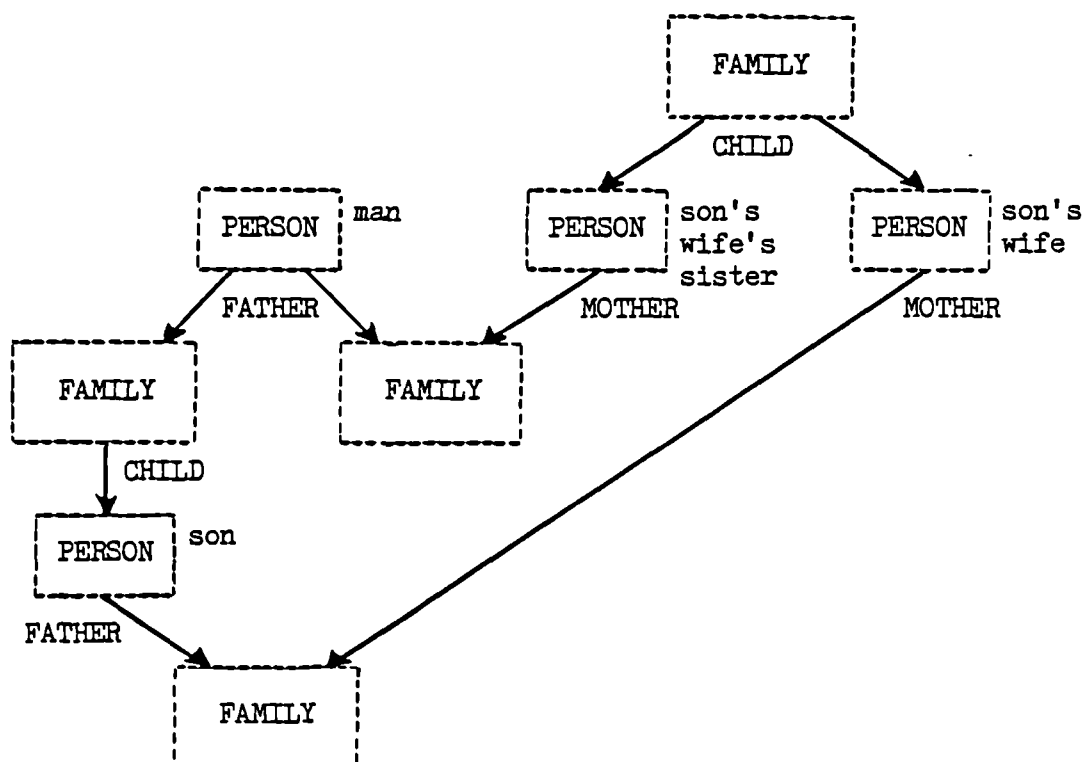 FAMILY
CHILD
PERSON
man
PERSON
son's
wife's
sister
PERSON
son's
wife
FATHER
MOTHER
MOTHER
FAMILY
FAMILY
CHILD
PERSON
son
FATHER
FAMILY